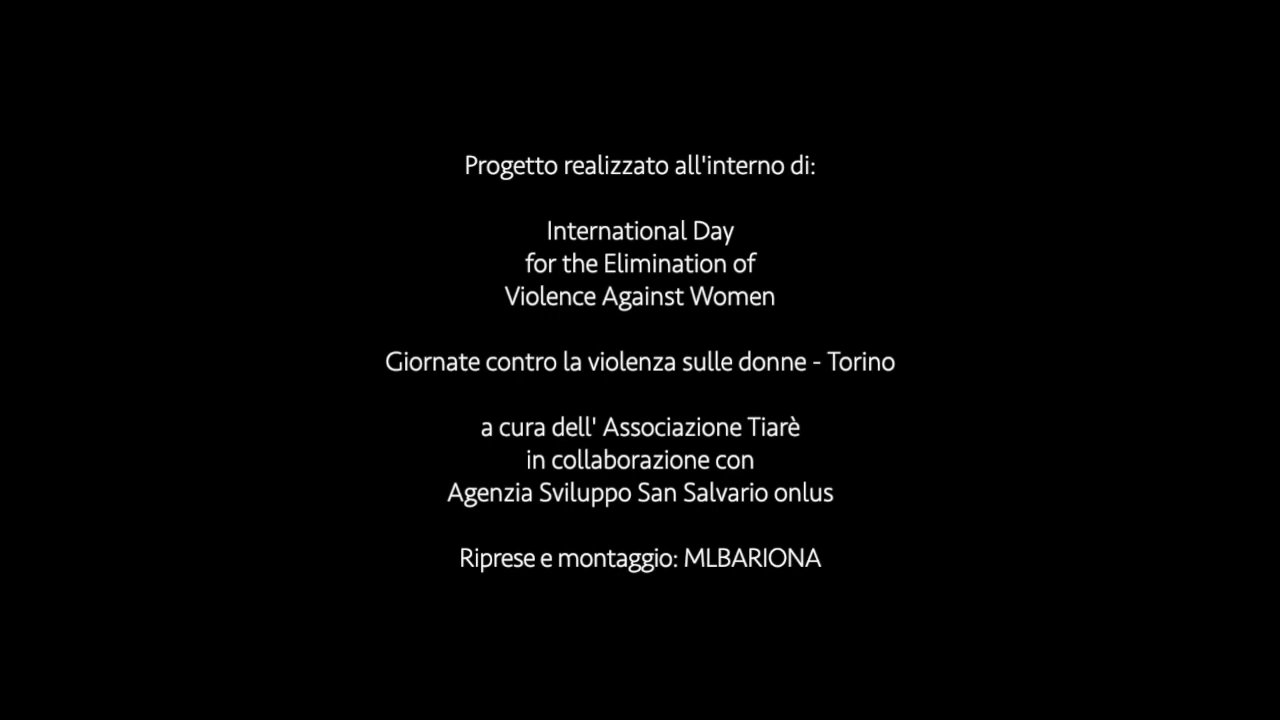 Progetto realizzato all'interno di:
International Day
for the Elimination of
Violence Against Women
Giornate contro la violenza sulle donne - Torino
a cura dell' Associazione Tiarè
in collaborazione con
Agenzia Sviluppo San Salvario onlus
Riprese e montaggio: MLBARIONA